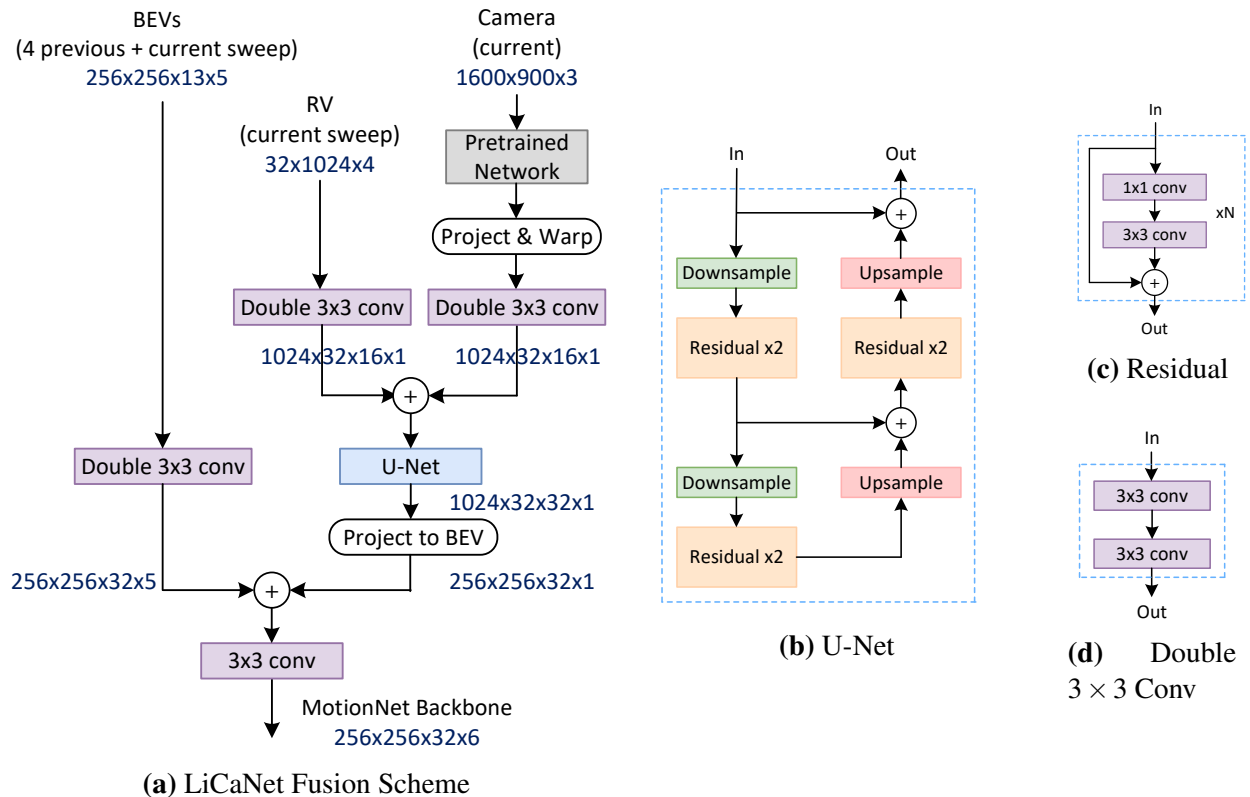 BEVs
(4 previous + current sweep)
256x256x13x5
RV
(current sweep)
32x1024x4
Camera
(current)
1600x900x3
Pretrained
Network
Project & Warp
Double 3x3 conv
Double 3x3 conv
1024x32x16x1
1024x32x16x1
+
Double 3x3 conv
U-Net
1024x32x32x1
Project to BEV
256x256x32x5
256x256x32x1
+
3x3 conv
MotionNet Backbone
256x256x32x6
(a) LiCaNet Fusion Scheme
In
Out
+
Downsample
Upsample
Residual x2
Residual x2
+
Downsample
Upsample
Residual x2
(b) U-Net
In
1x1 conv
xN
3x3 conv
+
Out
(c) Residual
In
3x3 conv
3x3 conv
Out
(d) Double
3 × 3 Conv